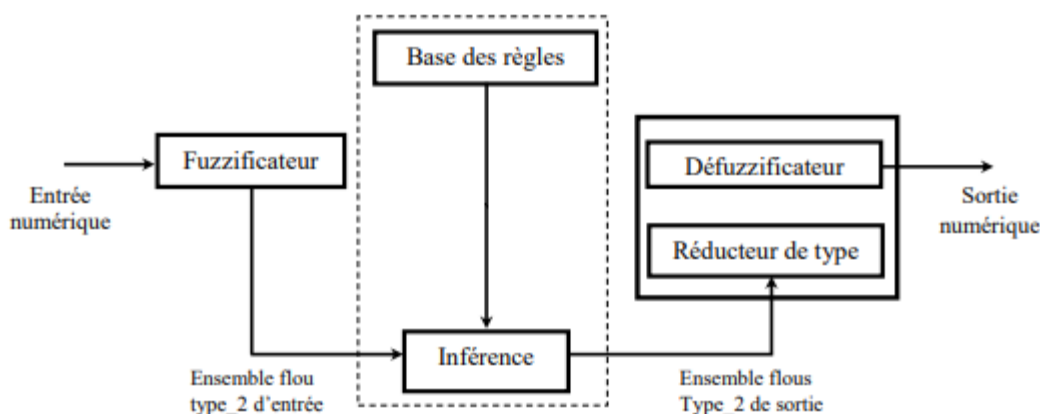 Base des règles
Fuzzificateur
Défuzzificateur
Entrée
numérique
Sortie
numérique
Réducteur de type
Inférence
Ensemble flou
type_2 d'entrée
Ensemble flous
Type_2 de sortie